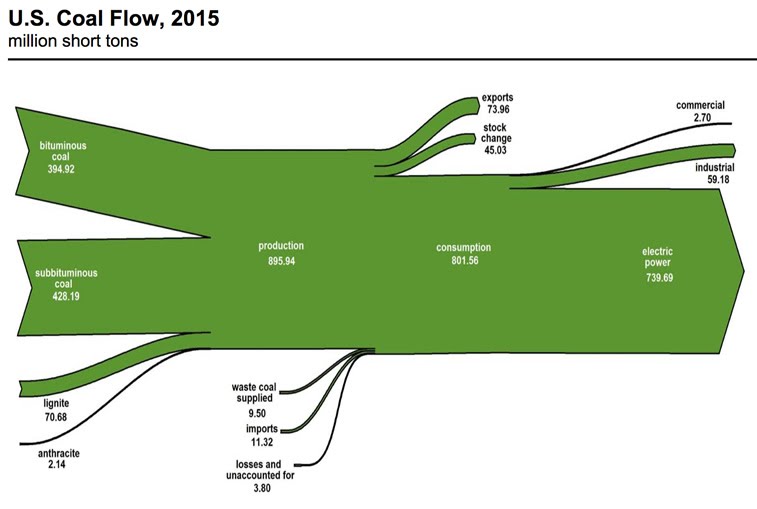 U.S. Coal Flow, 2015
million short tons
exports
73.96
commercial
2.70
stock
change
45.03
bituminous
coal
394.92
industrial
59.18
production
895.94
consumption
801.56
electric
power
739.69
subbituminous
coal
428.19
lignite
70.68
waste coal
supplied
9.50
imports
11.32
anthracite
2.14
losses and
unaccounted for
3.80